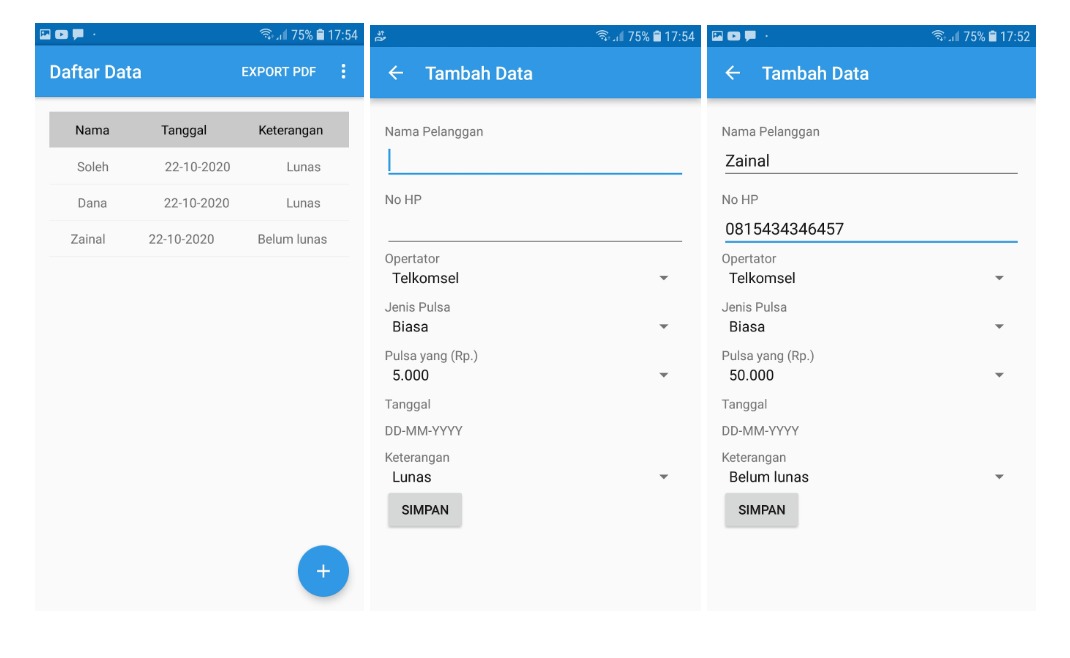 75% 17:54
Daftar Data EXPORT PDF
Nama Tanggal Keterangan
Soleh 22-10-2020 Lunas
Dana 22-10-2020 Lunas
Zainal 22-10-2020 Belum lunas
+
75% 17:54
Tambah Data
Nama Pelanggan
No HP
Opertator
Telkomsel
Jenis Pulsa
Biasa
Pulsa yang (Rp.)
5.000
Tanggal
DD-MM-YYYY
Keterangan
Lunas
SIMPAN
75% 17:52
Tambah Data
Nama Pelanggan
Zainal
No HP
0815434346457
Opertator
Telkomsel
Jenis Pulsa
Biasa
Pulsa yang (Rp.)
50.000
Tanggal
DD-MM-YYYY
Keterangan
Belum lunas
SIMPAN